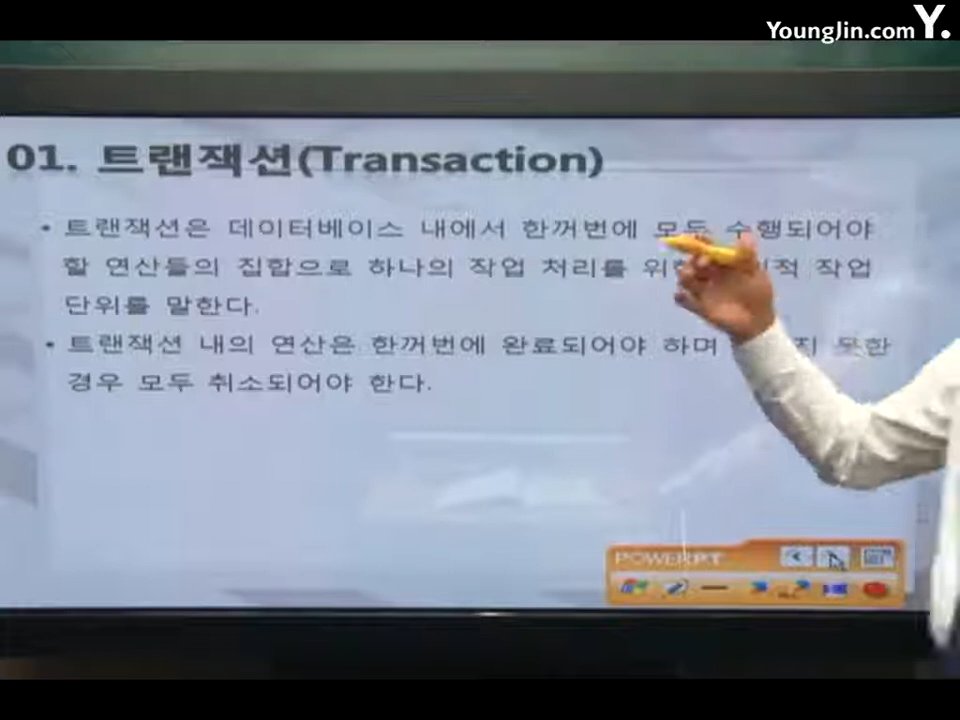 YoungJin.com Y.
01. 트랜잭션(Transaction)
• 트랜잭션은 데이터베이스 내에서 한꺼번에 모두 수행되어야
할 연산들의 집합으로 하나의 작업 처리를 작업
단위를 말한다.
• 트랜잭션 내의 연산은 한꺼번에 완료되어야 하며 못한
경우 모두 취소되어야 한다.
POWERPT